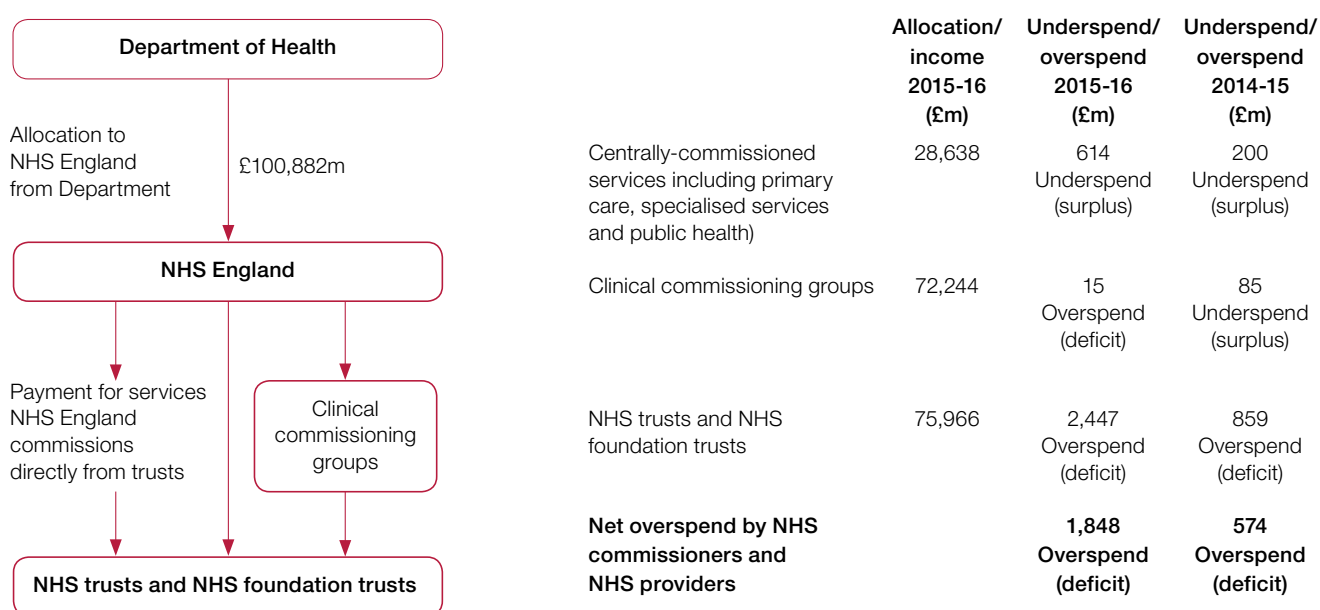 Department of Health
Allocation to
NHS England
from Department
£100,882m
NHS England
Payment for services
NHS England
commissions
directly from trusts
Clinical
commissioning
groups
NHS trusts and NHS foundation trusts
Allocation/ Underspend/ Underspend/
income overspend overspend
2015-16 2015-16 2014-15
(£m) (£m) (£m)
Centrally-commissioned 28,638 614 200
services including primary Underspend Underspend
care, specialised services (surplus) (surplus)
and public health)
Clinical commissioning groups 72,244 15 85
Overspend Underspend
(deficit) (surplus)
NHS trusts and NHS 75,966 2,447 859
foundation trusts Overspend Overspend
(deficit) (deficit)
Net overspend by NHS 1,848 574
commissioners and Overspend Overspend
NHS providers (deficit) (deficit)